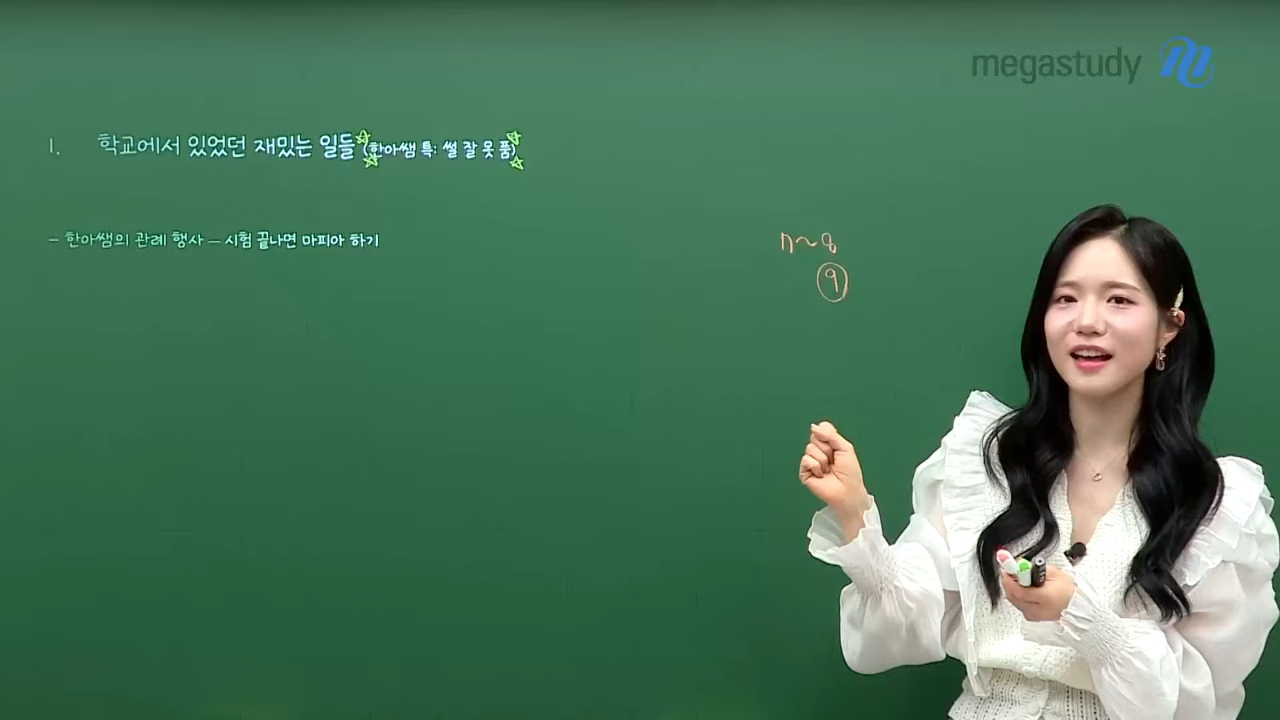 megastudy
1. 학교에서 있었던 재밌는 일들 (한아쌤 특: 썰 잘 못 품)
- 한아쌤의 관례 행사 - 시험 끝나면 마피아 하기
n~8
9